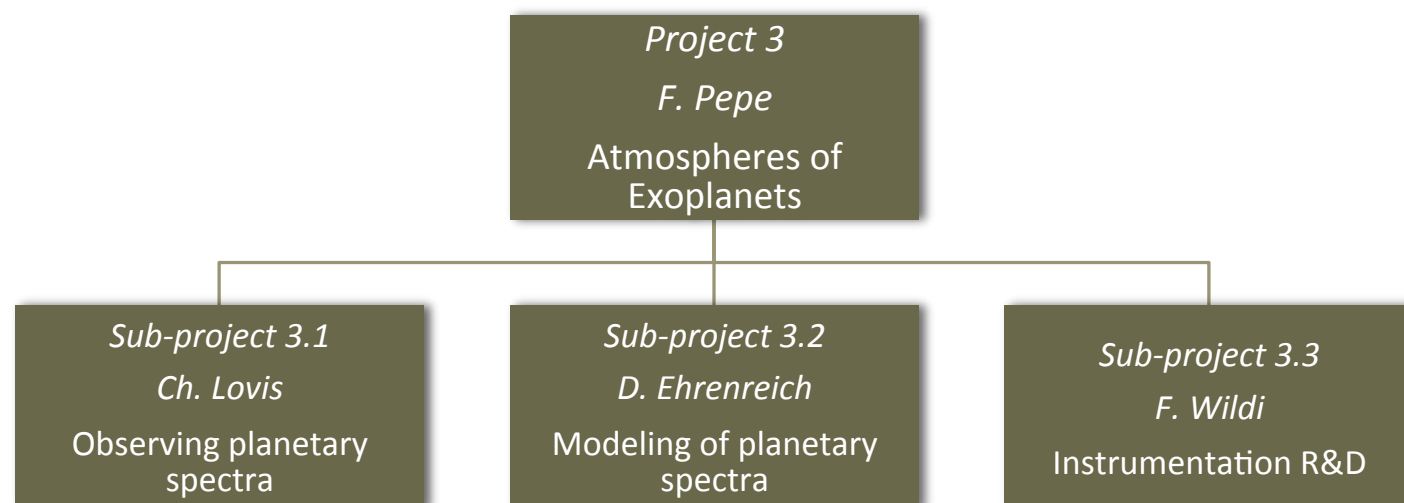 Project 3
F. Pepe
Atmospheres of
Exoplanets
Sub-project 3.1
Ch. Lovis
Observing planetary
spectra
Sub-project 3.2
D. Ehrenreich
Modeling of planetary
spectra
Sub-project 3.3
F. Wildi
Instrumentation R&D